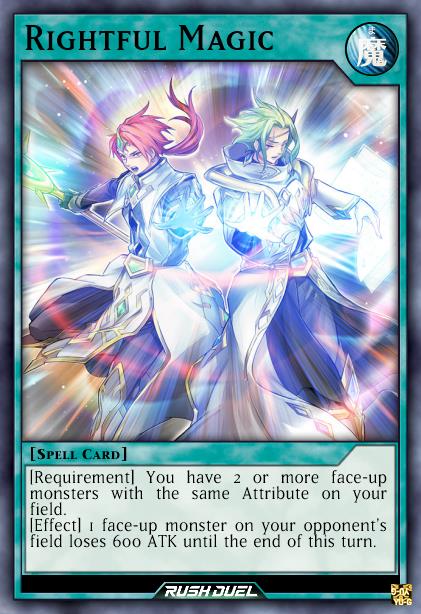 Rightful Magic
ま
魔
[Spell Card]
[Requirement] You have 2 or more face-up
monsters with the same Attribute on your
field.
[Effect] 1 face-up monster on your opponent's
field loses 600 ATK until the end of this turn.
RUSH DUEL